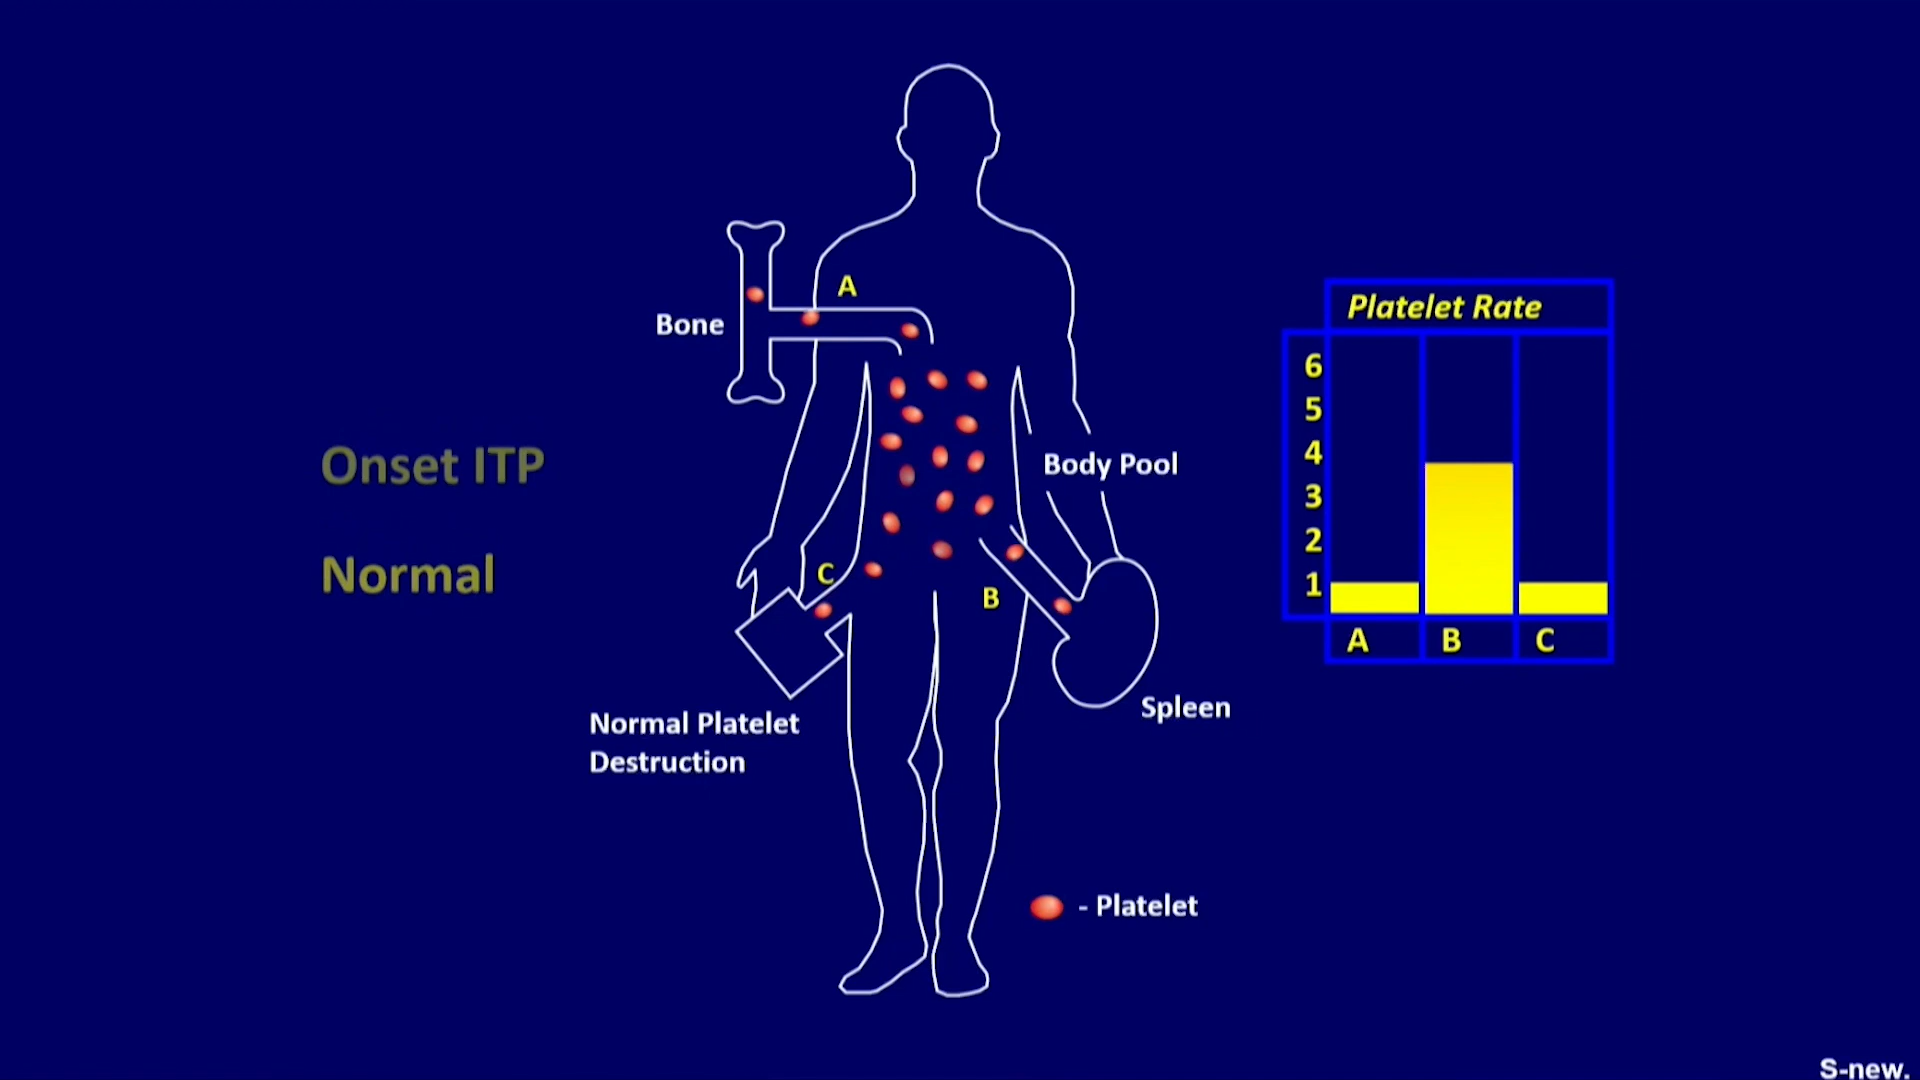 A
Bone
Platelet Rate
6
5
4
3
2
1
A B C
Onset ITP
Normal
Body Pool
C
B
Normal Platelet
Destruction
Spleen
- Platelet
S-new.